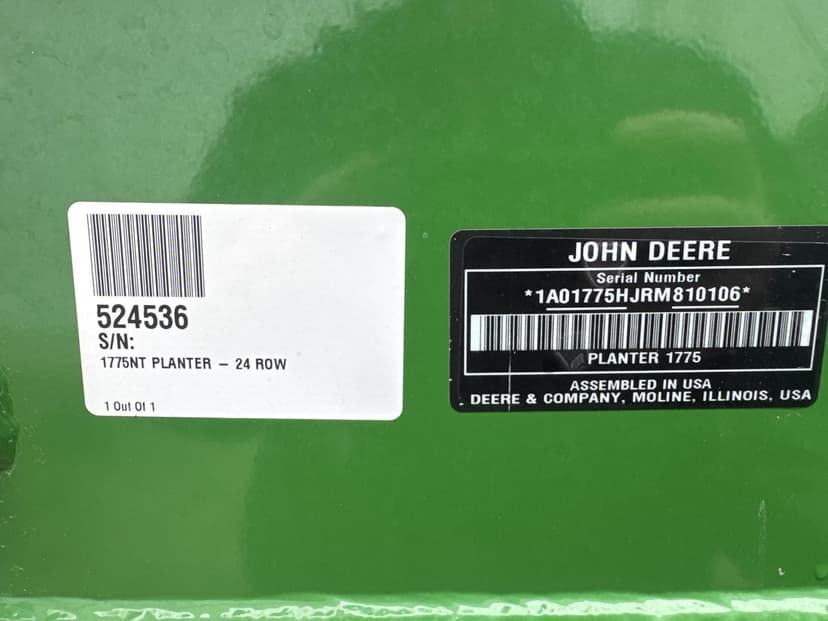 524536
S/N:
1775NT PLANTER – 24 ROW
1 Out Of 1
JOHN DEERE
Serial Number
*1A01775HJRM810106*
PLANTER 1775
ASSEMBLED IN USA
DEERE & COMPANY, MOLINE, ILLINOIS, USA